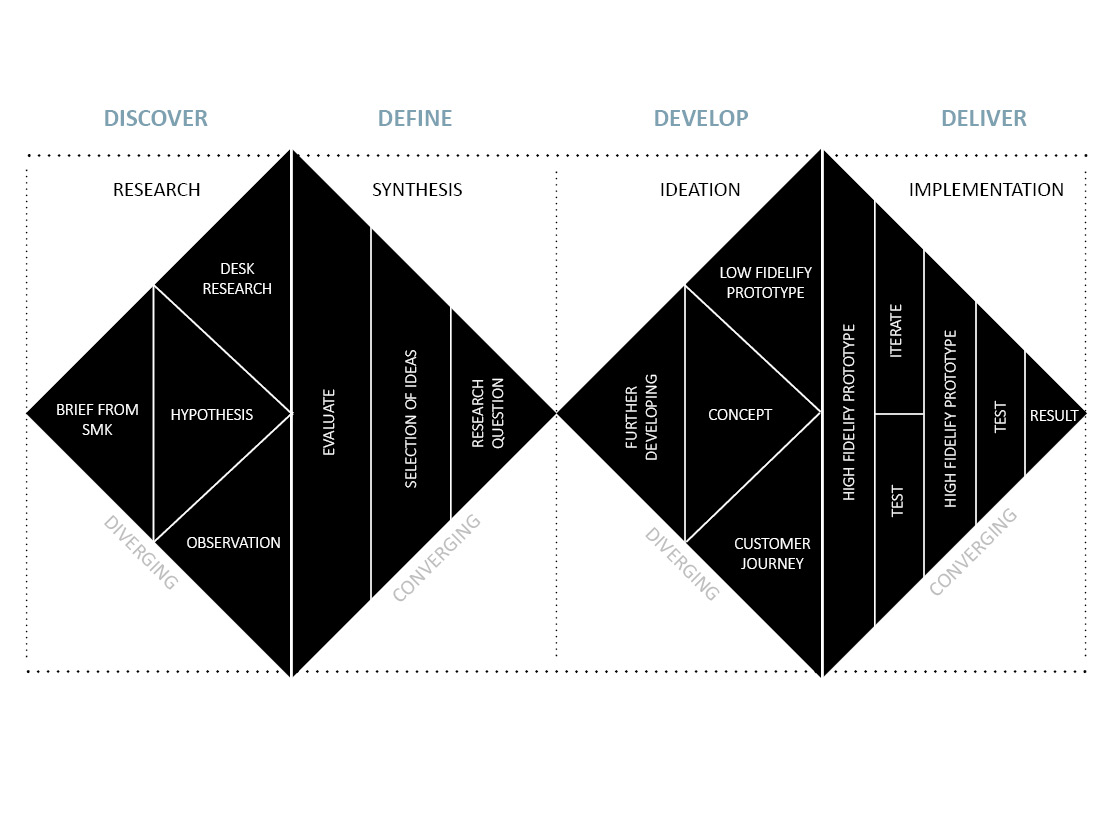 DISCOVER
DEFINE
DEVELOP
DELIVER
RESEARCH
SYNTHESIS
IDEATION
IMPLEMENTATION
BRIEF FROM
SMK
HYPOTHESIS
DESK
RESEARCH
OBSERVATION
DIVERGING
EVALUATE
SELECTION OF IDEAS
RESEARCH
QUESTION
CONVERGING
FURTHER
DEVELOPING
CONCEPT
LOW FIDELIFY
PROTOTYPE
CUSTOMER
JOURNEY
DIVERGING
HIGH FIDELIFY PROTOTYPE
ITERATE
TEST
HIGH FIDELIFY PROTOTYPE
TEST
RESULT
CONVERGING